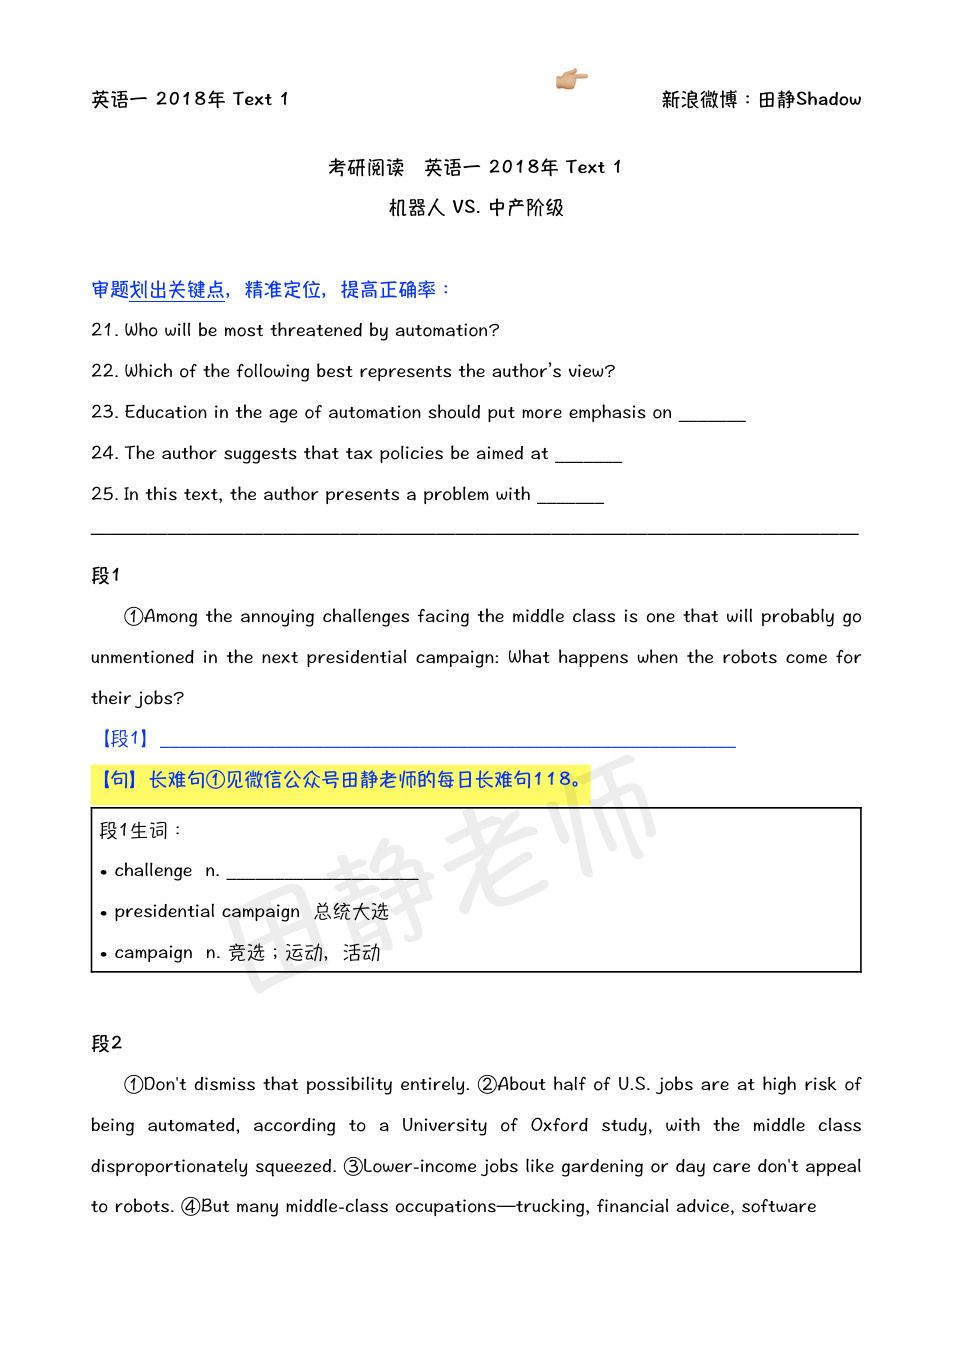 英语一 2018年 Text 1 新浪微博：田静Shadow
考研阅读 英语一 2018年 Text 1
机器人 VS. 中产阶级
审题划出关键点，精准定位，提高正确率：
21. Who will be most threatened by automation?
22. Which of the following best represents the author's view?
23. Education in the age of automation should put more emphasis on _______
24. The author suggests that tax policies be aimed at _______
25. In this text, the author presents a problem with _______
段1
①Among the annoying challenges facing the middle class is one that will probably go
unmentioned in the next presidential campaign: What happens when the robots come for
their jobs?
【段1】____________________________________________________________
【句】长难句①见微信公众号田静老师的每日长难句118。
段1生词：
• challenge n. ____________________
• presidential campaign 总统大选
• campaign n. 竞选；运动，活动
田静老师
段2
①Don't dismiss that possibility entirely. ②About half of U.S. jobs are at high risk of
being automated, according to a University of Oxford study, with the middle class
disproportionately squeezed. ③Lower-income jobs like gardening or day care don't appeal
to robots. ④But many middle-class occupations—trucking, financial advice, software